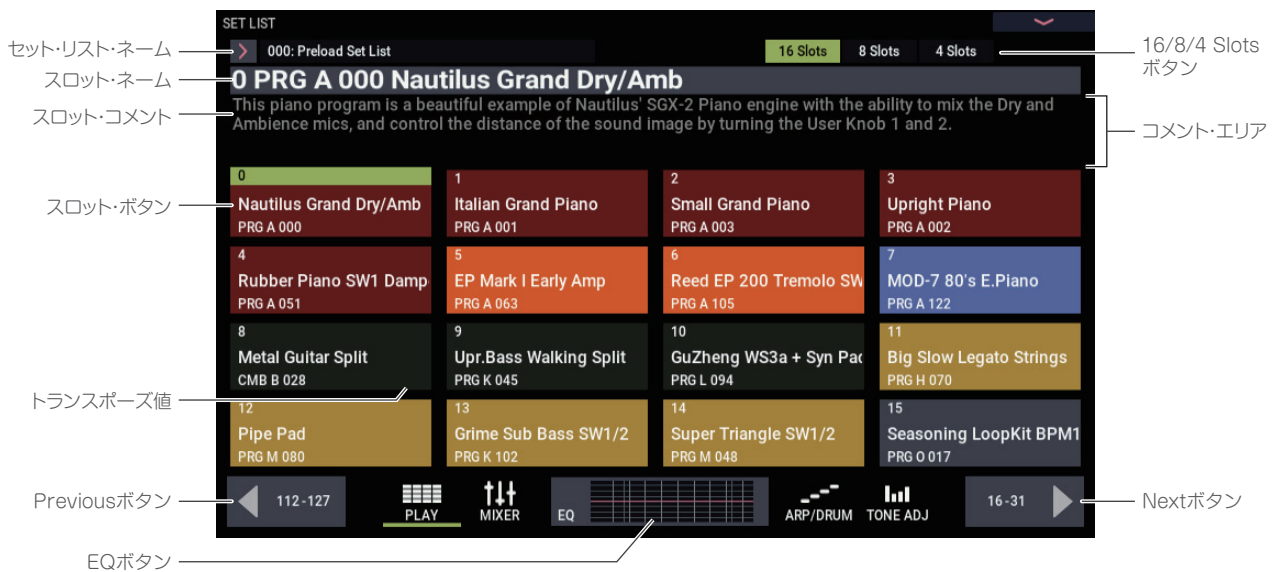 SET LIST
セット・リスト・ネーム
000: Preload Set List
16 Slots
8 Slots
4 Slots
16/8/4 Slots
ボタン
スロット・ネーム
0 PRG A 000 Nautilus Grand Dry/Amb
スロット・コメント
This piano program is a beautiful example of Nautilus' SGX-2 Piano engine with the ability to mix the Dry and
Ambience mics, and control the distance of the sound image by turning the User Knob 1 and 2.
コメント・エリア
スロット・ボタン
0
Nautilus Grand Dry/Amb
PRG A 000
1
Italian Grand Piano
PRG A 001
2
Small Grand Piano
PRG A 003
3
Upright Piano
PRG A 002
4
Rubber Piano SW1 Damp
PRG A 051
5
EP Mark I Early Amp
PRG A 063
6
Reed EP 200 Tremolo SW
PRG A 105
7
MOD-7 80's E.Piano
PRG A 122
8
Metal Guitar Split
CMB B 028
9
Upr.Bass Walking Split
PRG K 045
10
GuZheng WS3a + Syn Pad
PRG L 094
11
Big Slow Legato Strings
PRG H 070
トランスポーズ値
12
Pipe Pad
PRG M 080
13
Grime Sub Bass SW1/2
PRG K 102
14
Super Triangle SW1/2
PRG M 048
15
Seasoning LoopKit BPM1
PRG O 017
Previousボタン
112-127
PLAY
MIXER
EQ
ARP/DRUM
TONE ADJ
16-31
Nextボタン
EQボタン